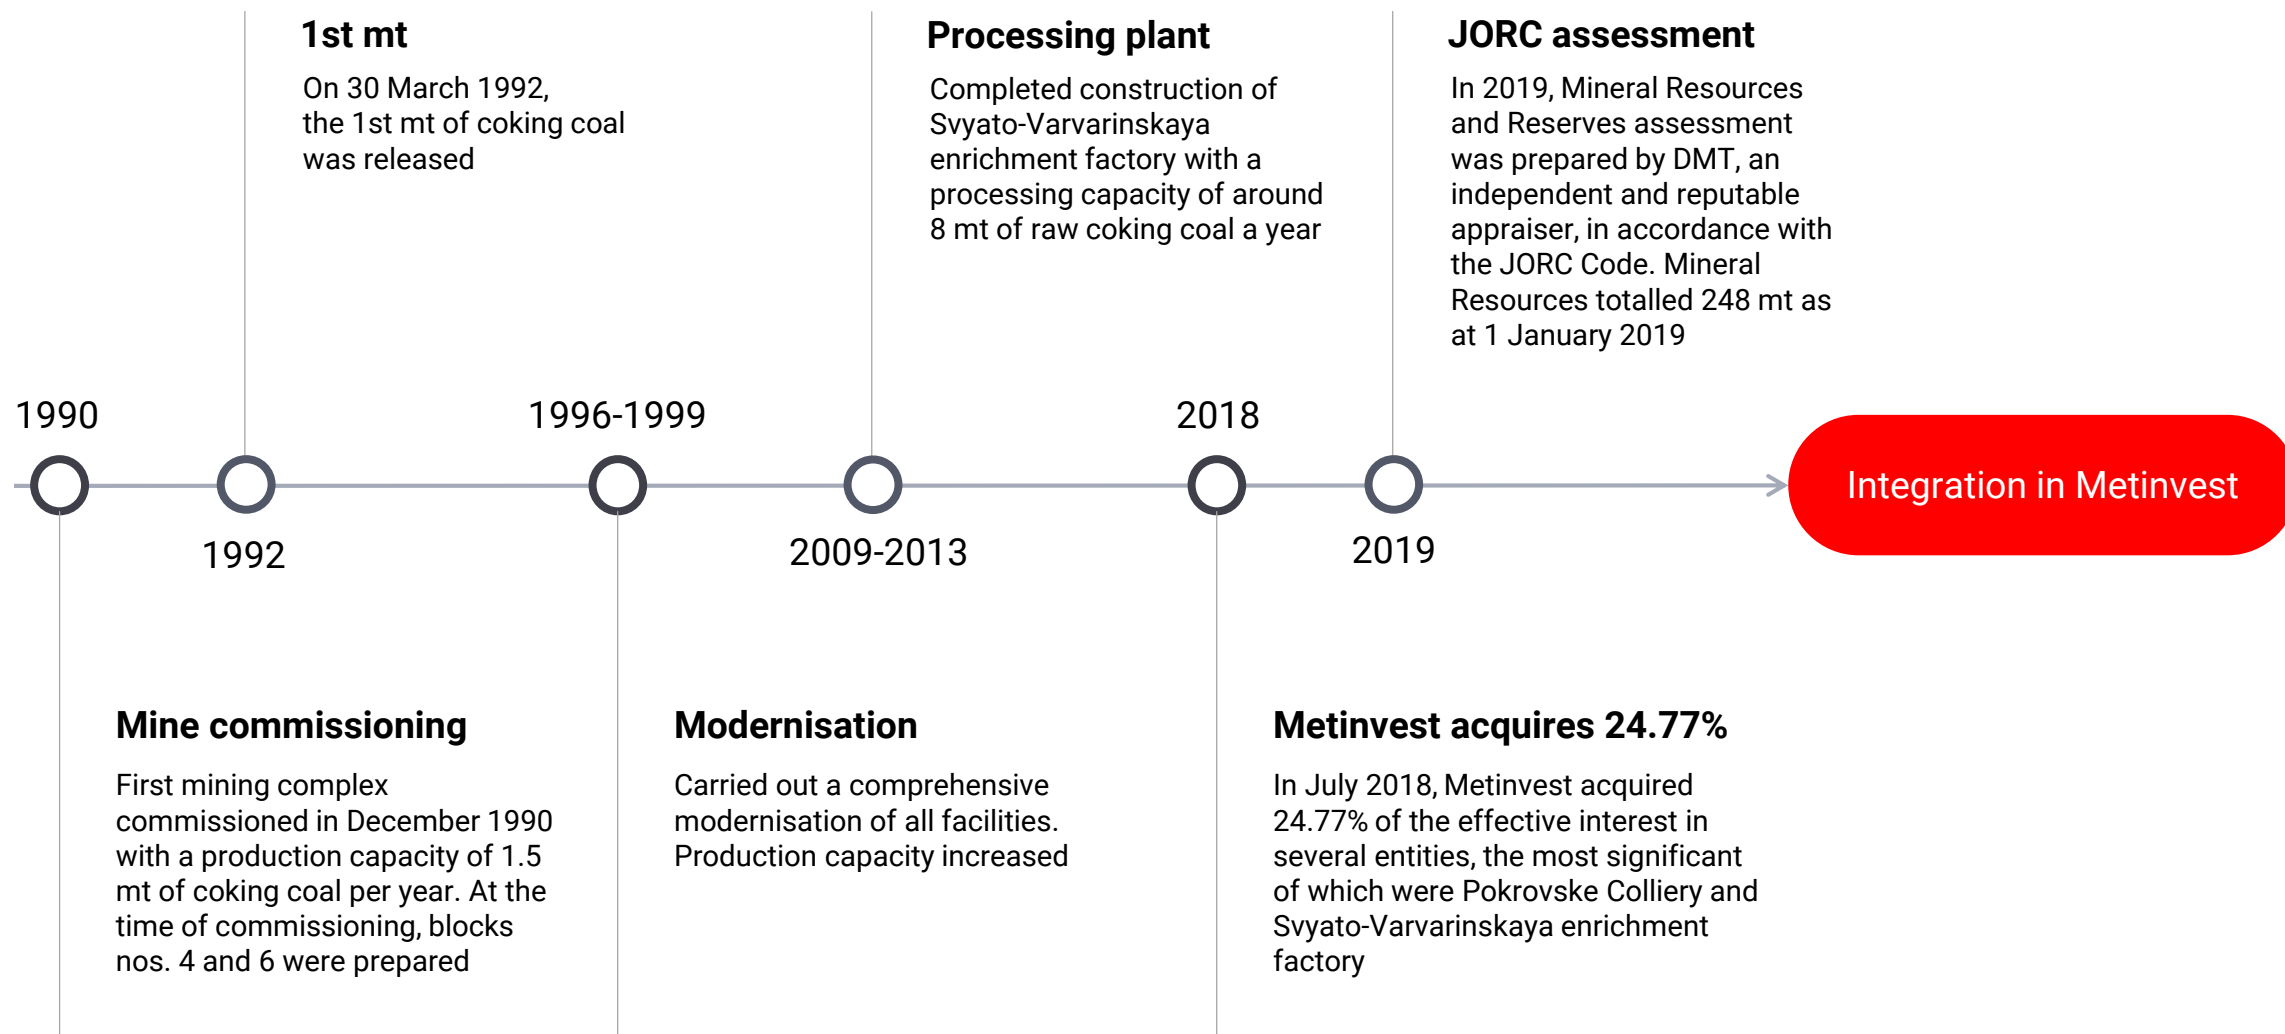 1st mt
On 30 March 1992,
the 1st mt of coking coal
was released
Processing plant
Completed construction of
Svyato-Varvarinskaya
enrichment factory with a
processing capacity of around
8 mt of raw coking coal a year
JORC assessment
In 2019, Mineral Resources
and Reserves assessment
was prepared by DMT, an
independent and reputable
appraiser, in accordance with
the JORC Code. Mineral
Resources totalled 248 mt as
at 1 January 2019
1990
1996-1999
2018
Integration in Metinvest
1992
2009-2013
2019
Mine commissioning
First mining complex
commissioned in December 1990
with a production capacity of 1.5
mt of coking coal per year. At the
time of commissioning, blocks
nos. 4 and 6 were prepared
Modernisation
Carried out a comprehensive
modernisation of all facilities.
Production capacity increased
Metinvest acquires 24.77%
In July 2018, Metinvest acquired
24.77% of the effective interest in
several entities, the most significant
of which were Pokrovske Colliery and
Svyato-Varvarinskaya enrichment
factory